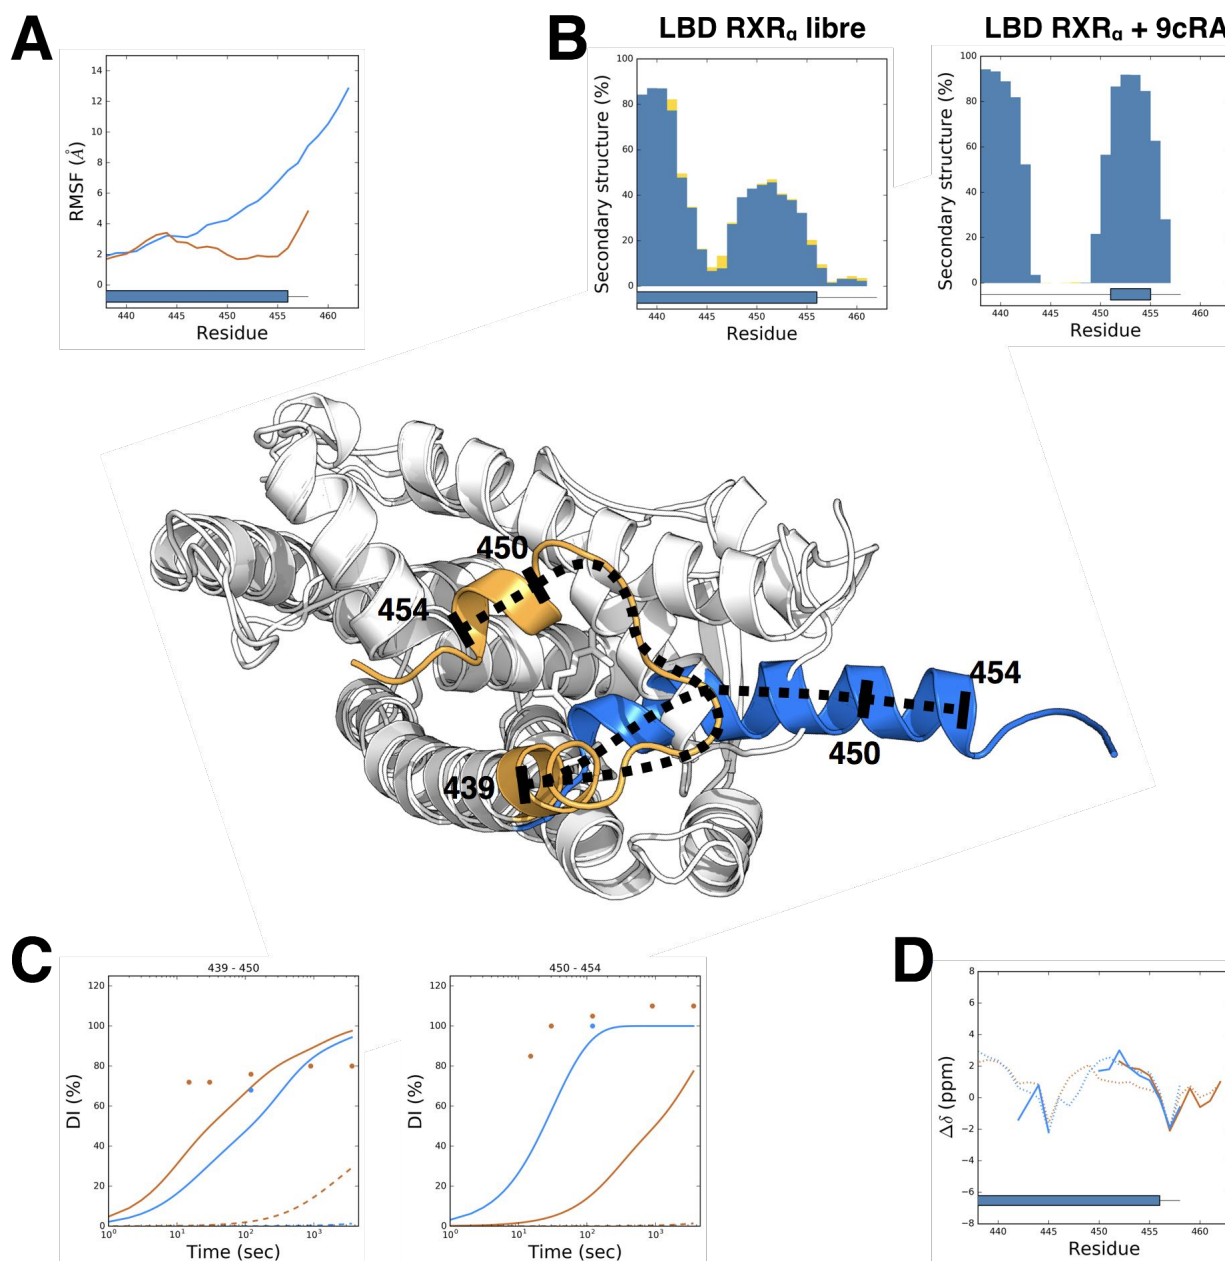 A
B
LBD RXRα libre
LBD RXRα + 9cRA
RMSF (Å)
14
12
10
8
6
4
2
0
440 445 450 455 460
Residue
Secondary structure (%)
100
80
60
40
20
0
440 445 450 455 460
Residue
Secondary structure (%)
100
80
60
40
20
0
440 445 450 455 460
Residue
450
454
454
450
439
C
439 - 450
DI (%)
120
100
80
60
40
20
0
10⁰ 10¹ 10² 10³
Time (sec)
450 - 454
DI (%)
120
100
80
60
40
20
0
10⁰ 10¹ 10² 10³
Time (sec)
D
Δδ (ppm)
8
6
4
2
0
−2
−4
−6
−8
440 445 450 455 460
Residue